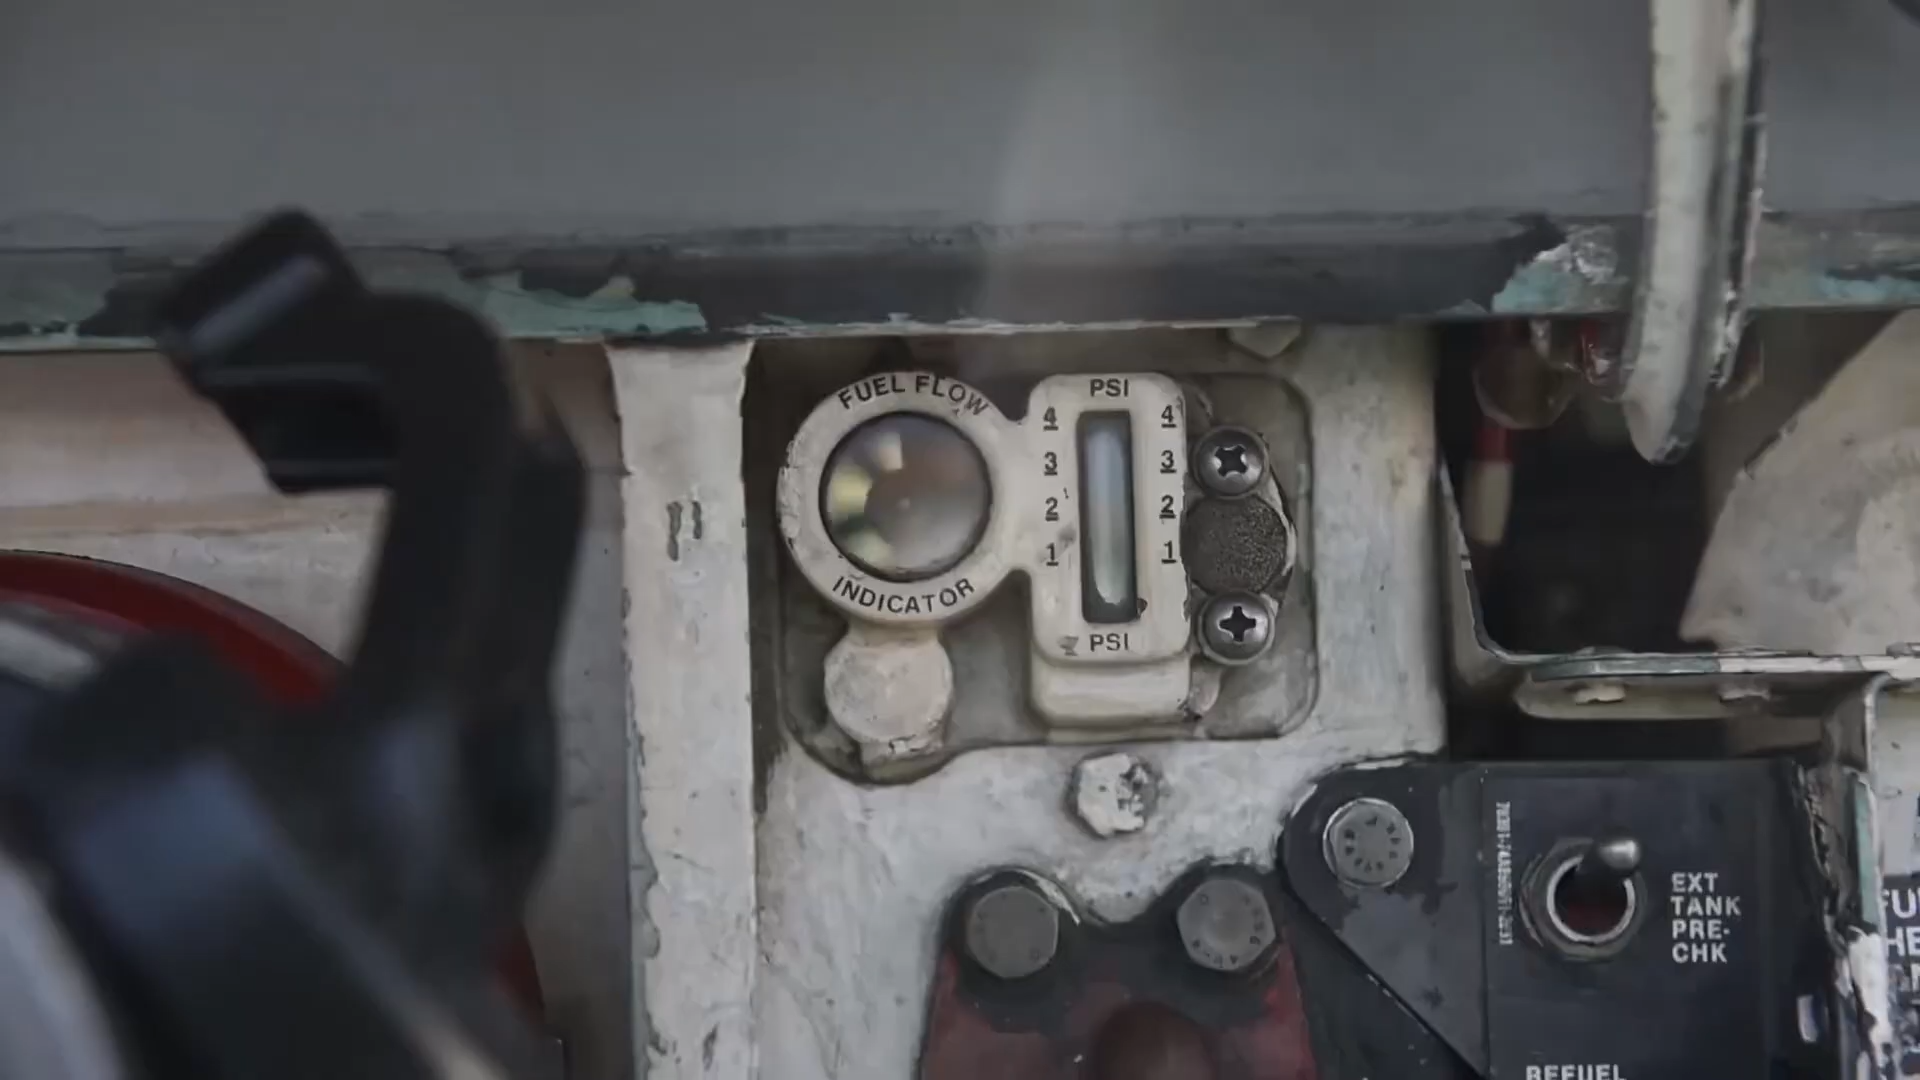 FUEL FLOW
INDICATOR
PSI
4 4
3 3
2 2
1 1
PSI
EXT
TANK
PRE-
CHK
REFUEL